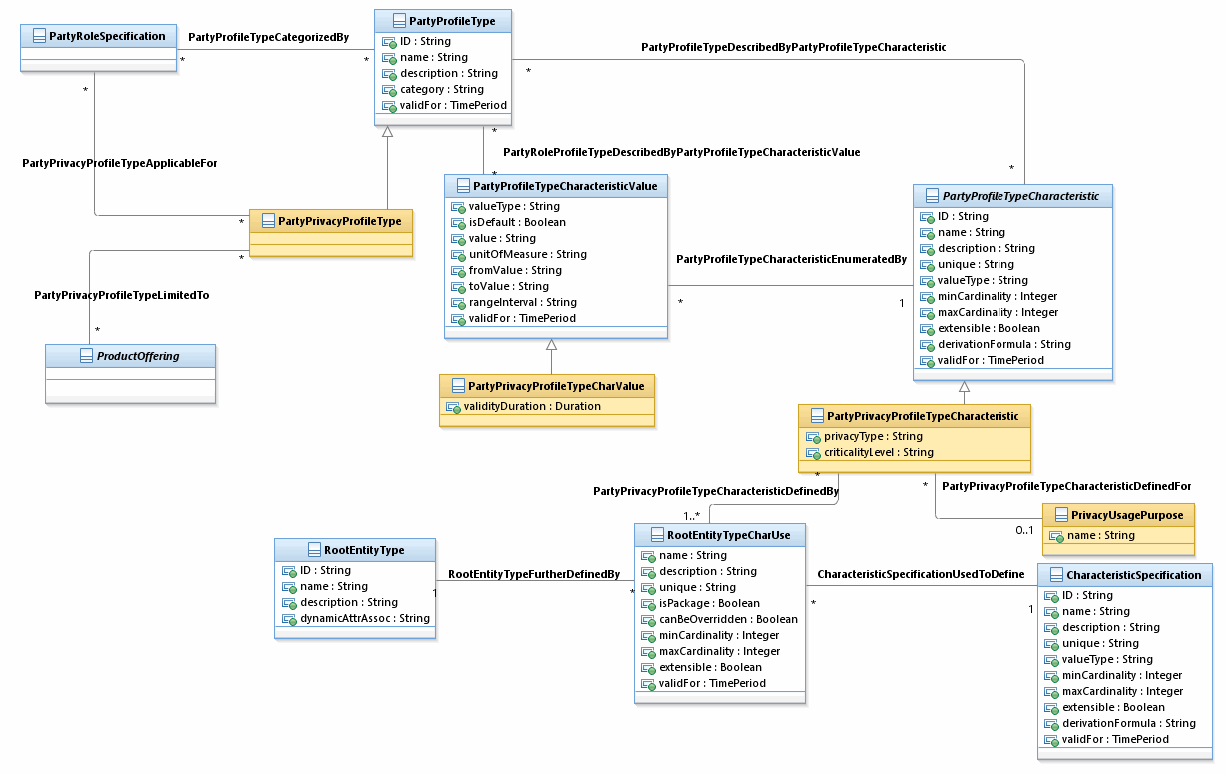 PartyRoleSpecification
PartyProfileTypeCategorizedBy
*
*
PartyProfileType
ID : String
name : String
description : String
category : String
validFor : TimePeriod
PartyProfileTypeDescribedByPartyProfileTypeCharacteristic
*
*
*
PartyPrivacyProfileTypeApplicableFor
*
*
PartyRoleProfileTypeDescribedByPartyProfileTypeCharacteristicValue
*
PartyPrivacyProfileType
*
PartyPrivacyProfileTypeLimitedTo
*
ProductOffering
PartyProfileTypeCharacteristicValue
valueType : String
isDefault : Boolean
value : String
unitOfMeasure : String
fromValue : String
toValue : String
rangeInterval : String
validFor : TimePeriod
PartyProfileTypeCharacteristicEnumeratedBy
*
1
PartyProfileTypeCharacteristic
ID : String
name : String
description : String
unique : String
valueType : String
minCardinality : Integer
maxCardinality : Integer
extensible : Boolean
derivationFormula : String
validFor : TimePeriod
PartyPrivacyProfileTypeCharValue
validityDuration : Duration
PartyPrivacyProfileTypeCharacteristic
privacyType : String
criticalityLevel : String
*
PartyPrivacyProfileTypeCharacteristicDefinedBy
1..*
*
PartyPrivacyProfileTypeCharacteristicDefinedFor
0..1
PrivacyUsagePurpose
name : String
RootEntityType
ID : String
name : String
description : String
dynamicAttrAssoc : String
RootEntityTypeFurtherDefinedBy
1
*
RootEntityTypeCharUse
name : String
description : String
unique : String
isPackage : Boolean
canBeOverridden : Boolean
minCardinality : Integer
maxCardinality : Integer
extensible : Boolean
validFor : TimePeriod
CharacteristicSpecificationUsedToDefine
*
1
CharacteristicSpecification
ID : String
name : String
description : String
unique : String
valueType : String
minCardinality : Integer
maxCardinality : Integer
extensible : Boolean
derivationFormula : String
validFor : TimePeriod